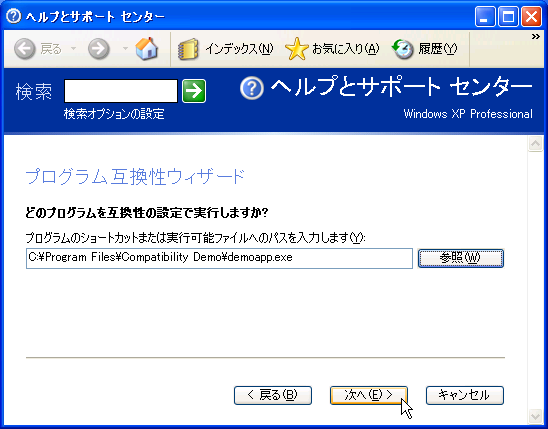 ヘルプとサポート センター
戻る
インデックス(N)
お気に入り(A)
履歴(Y)
»
検索
ヘルプとサポート センター
検索オプションの設定
Windows XP Professional
プログラム互換性ウィザード
どのプログラムを互換性の設定で実行しますか?
プログラムのショートカットまたは実行可能ファイルへのパスを入力します(Y):
C:¥Program Files¥Compatibility Demo¥demoapp.exe
参照(W)
< 戻る(B)
次へ(E) >
キャンセル